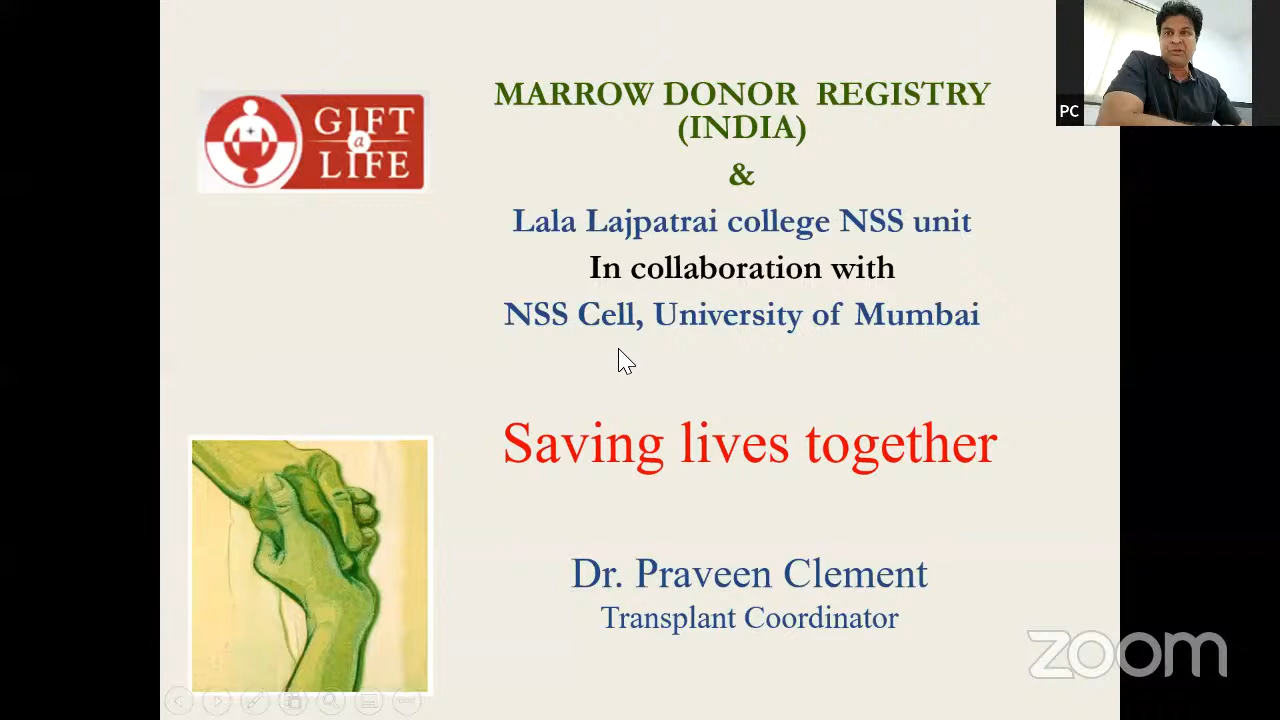 GIFT
a
LIFE
MARROW DONOR REGISTRY
(INDIA)
&
Lala Lajpatrai college NSS unit
In collaboration with
NSS Cell, University of Mumbai
Saving lives together
Dr. Praveen Clement
Transplant Coordinator
PC
zoom